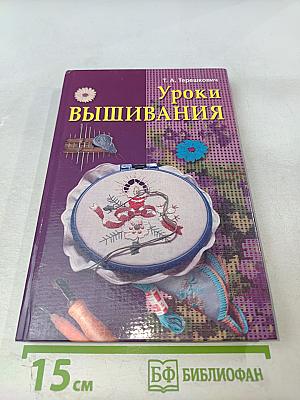 Т. А. Терешкович
Уроки
ВЫШИВАНИЯ
15 см
БФ БИБЛИОФАН